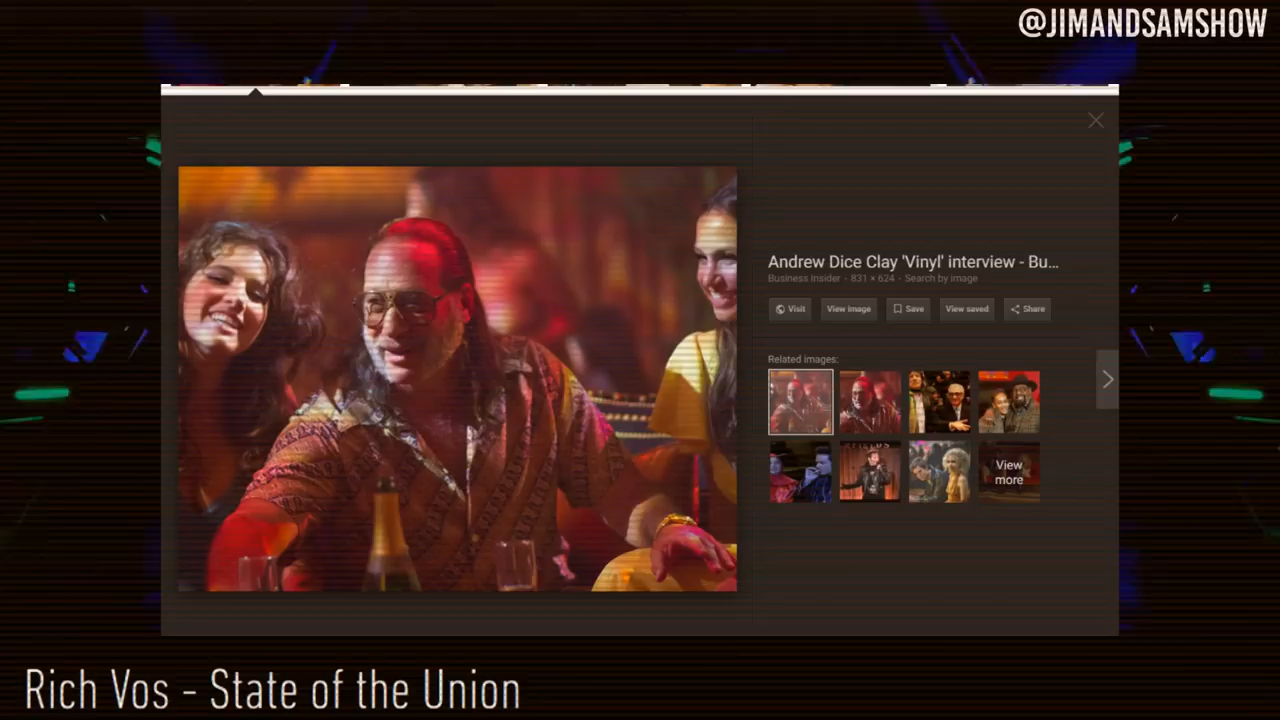 @JIMANDSAMSHOW
Andrew Dice Clay 'Vinyl' interview - Bu...
Business Insider - 831 × 624 - Search by image
Visit
View image
Save
View saved
Share
Related images:
View
more
Rich Vos - State of the Union